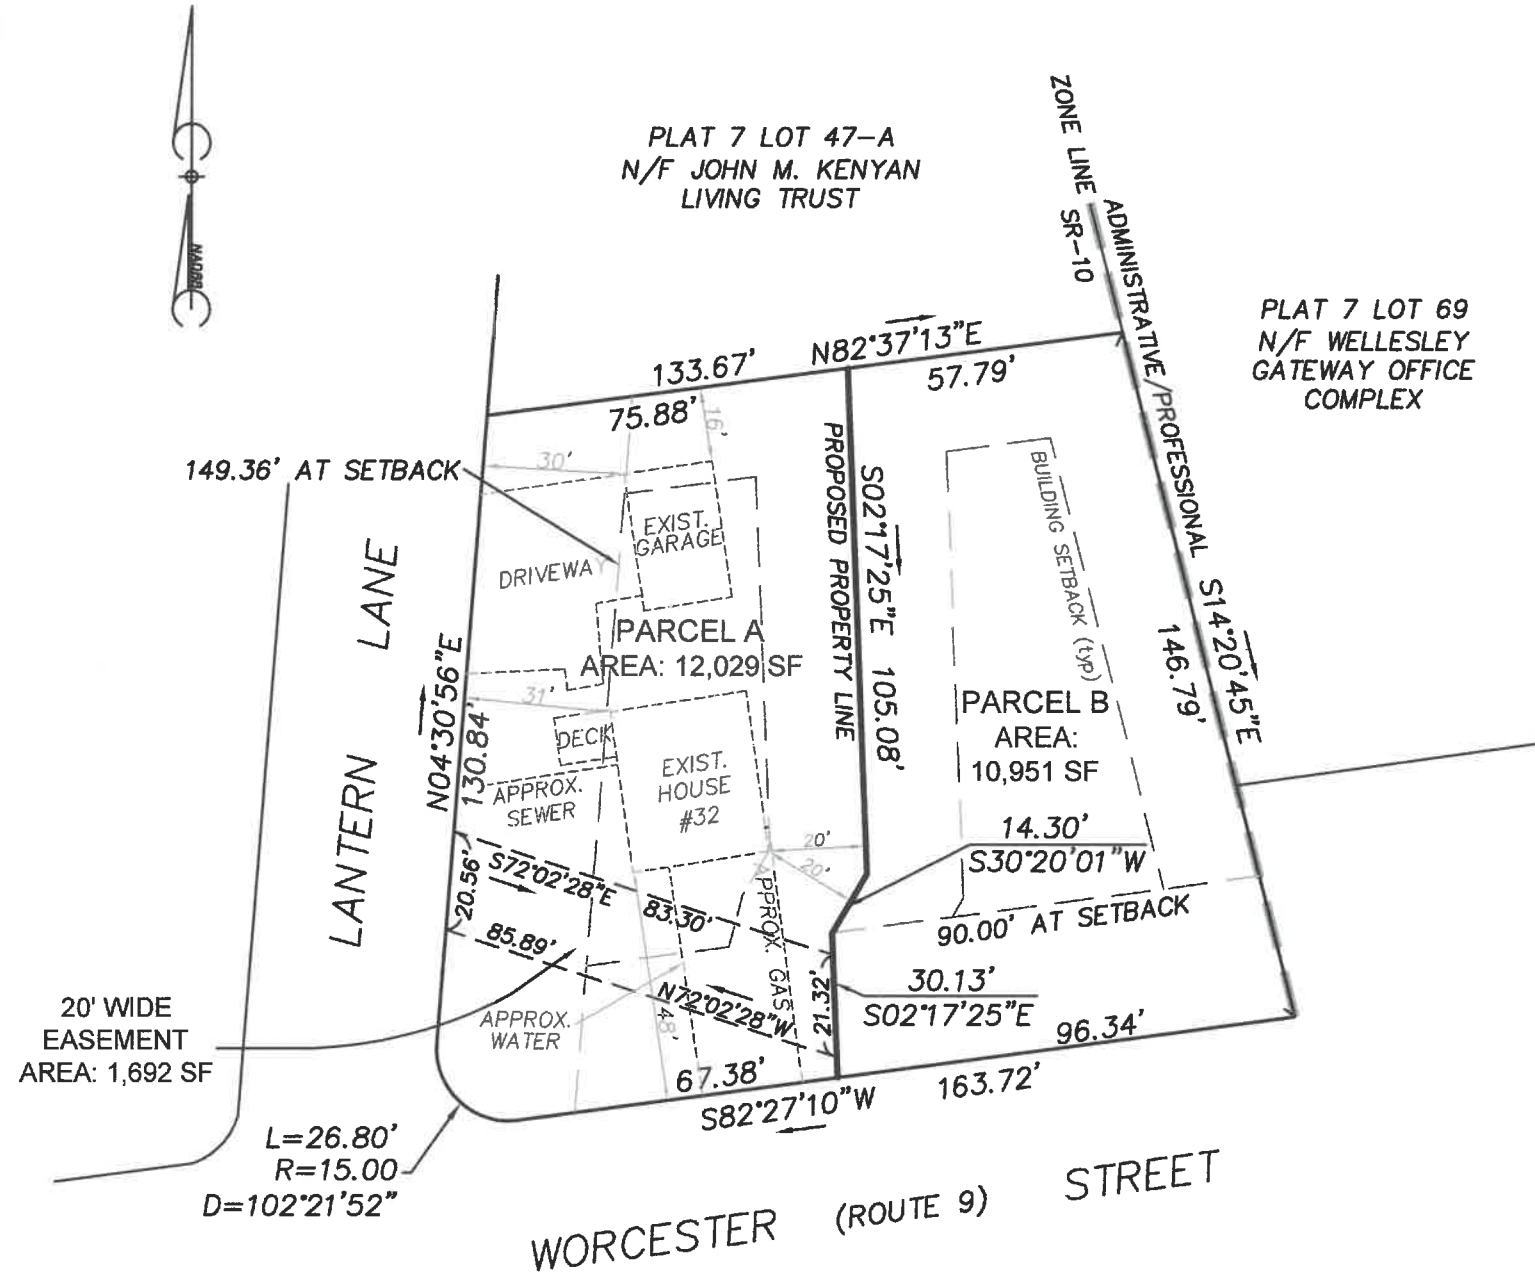 NAD83
PLAT 7 LOT 47-A
N/F JOHN M. KENYAN
LIVING TRUST
ZONE LINE
SR-10
ADMINISTRATIVE/PROFESSIONAL
PLAT 7 LOT 69
N/F WELLESLEY
GATEWAY OFFICE
COMPLEX
133.67'
N82°37'13"E
75.88'
57.79'
16'
30'
149.36' AT SETBACK
PROPOSED PROPERTY LINE
S02°17'25"E 105.08'
BUILDING SETBACK (typ)
S14°20'45"E
146.79'
EXIST.
GARAGE
DRIVEWAY
PARCEL A
AREA: 12,029 SF
31'
DECK
EXIST.
HOUSE
#32
APPROX.
SEWER
N04°30'56"E
130.84'
LANTERN LANE
PARCEL B
AREA:
10,951 SF
14.30'
S30°20'01"W
20'
20'
20.56'
S72°02'28"E
83.30'
85.89'
N72°02'28"W
APPROX. GAS
21.32'
90.00' AT SETBACK
30.13'
S02°17'25"E
20' WIDE
EASEMENT
AREA: 1,692 SF
APPROX.
WATER
48'
67.38'
96.34'
S82°27'10"W
163.72'
L=26.80'
R=15.00
D=102°21'52"
WORCESTER (ROUTE 9) STREET